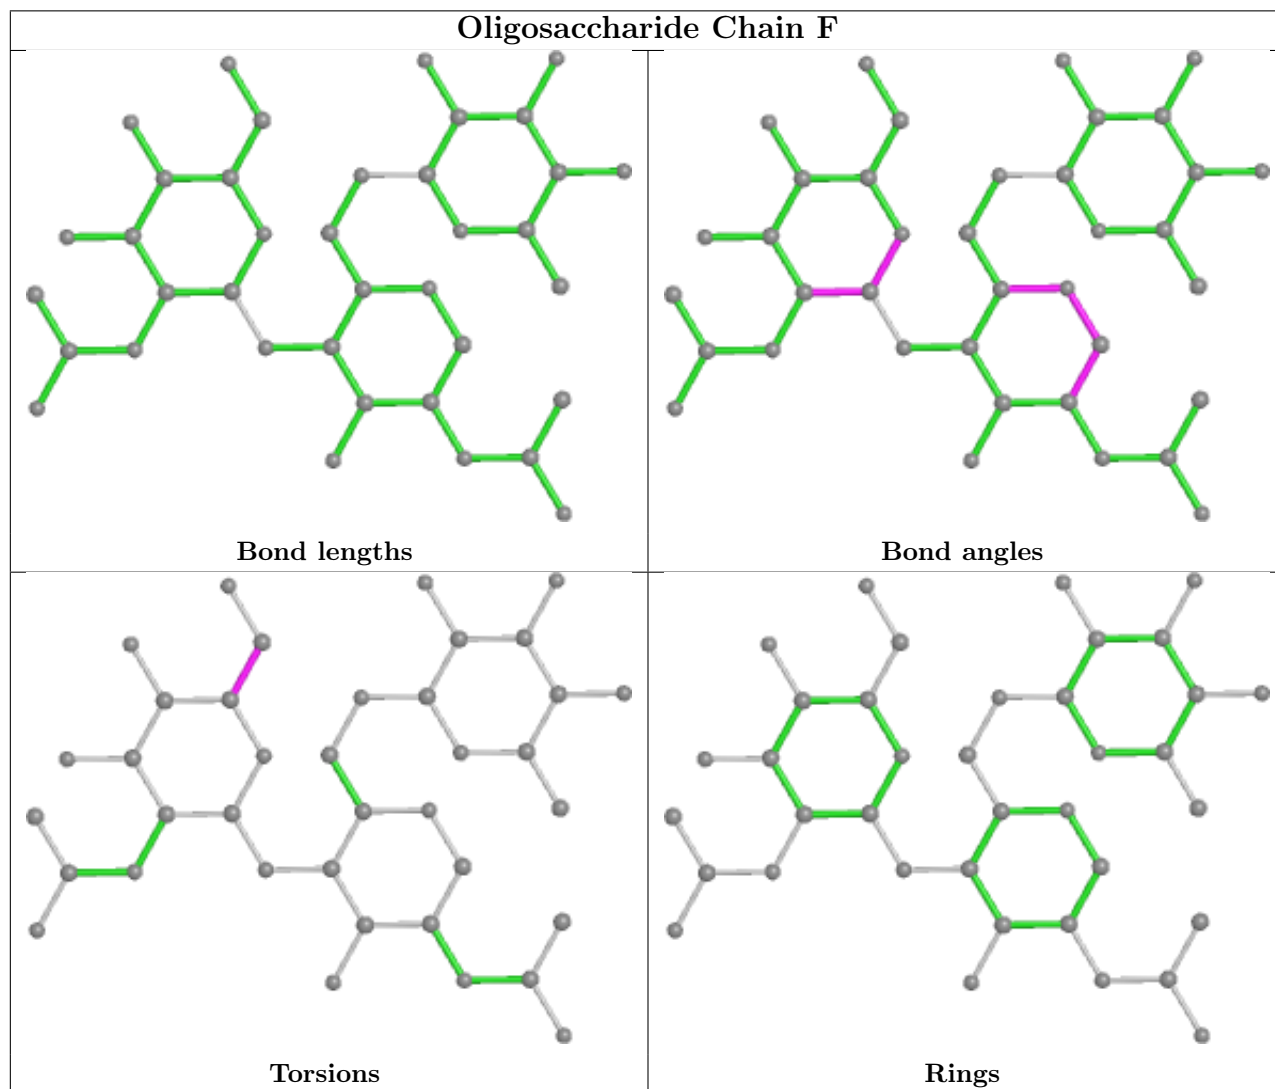 Oligosaccharide Chain F
Bond lengths
Bond angles
Torsions
Rings